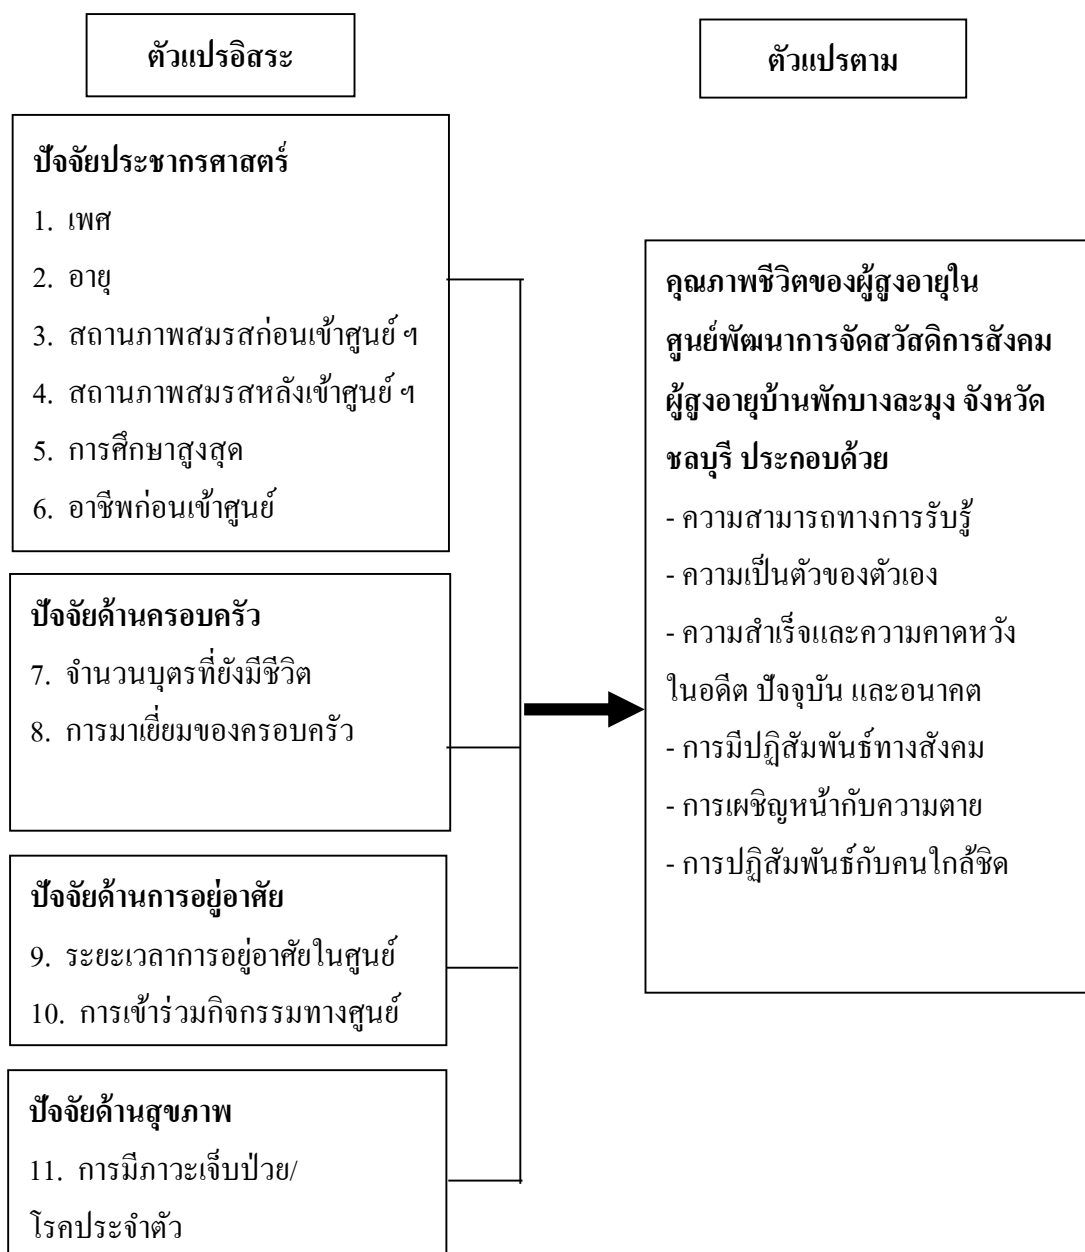 ตัวแปรอิสระ
ตัวแปรตาม
ปัจจัยประชากรศาสตร์
1. เพศ
2. อายุ
3. สถานภาพสมรสก่อนเข้าศูนย์ ฯ
4. สถานภาพสมรสหลังเข้าศูนย์ ฯ
5. การศึกษาสูงสุด
6. อาชีพก่อนเข้าศูนย์
ปัจจัยด้านครอบครัว
7. จำนวนบุตรที่ยังมีชีวิต
8. การมาเยี่ยมของครอบครัว
ปัจจัยด้านการอยู่อาศัย
9. ระยะเวลาการอยู่อาศัยในศูนย์
10. การเข้าร่วมกิจกรรมทางศูนย์
ปัจจัยด้านสุขภาพ
11. การมีภาวะเจ็บป่วย/
โรคประจำตัว
คุณภาพชีวิตของผู้สูงอายุใน
ศูนย์พัฒนาการจัดสวัสดิการสังคม
ผู้สูงอายุบ้านพักบางละมุง จังหวัด
ชลบุรี ประกอบด้วย
- ความสามารถทางการรับรู้
- ความเป็นตัวของตัวเอง
- ความสำเร็จและความคาดหวัง
ในอดีต ปัจจุบัน และอนาคต
- การมีปฏิสัมพันธ์ทางสังคม
- การเผชิญหน้ากับความตาย
- การปฏิสัมพันธ์กับคนใกล้ชิด